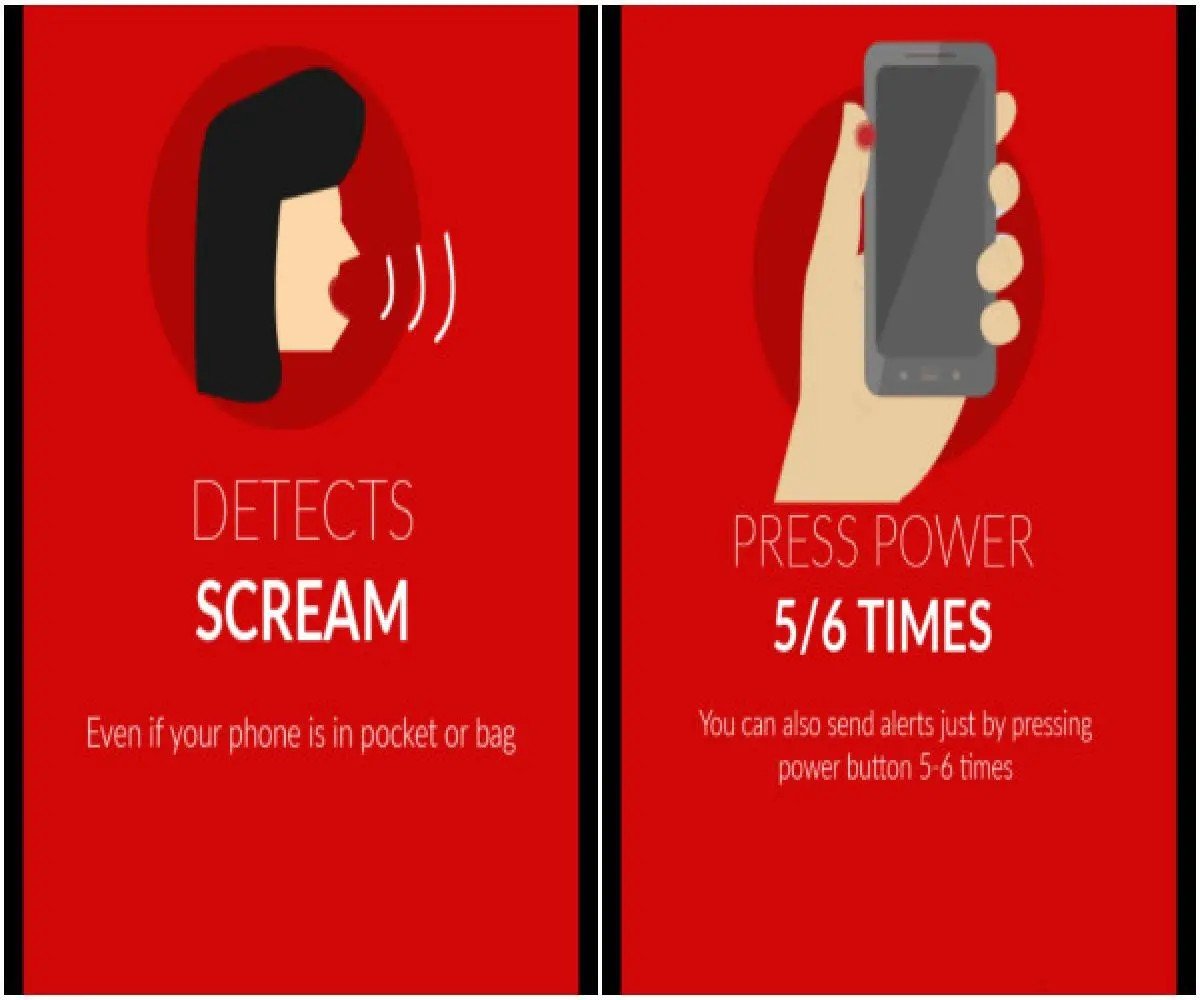 DETECTS
SCREAM
Even if your phone is in pocket or bag
PRESS POWER
5/6 TIMES
You can also send alerts just by pressing
power button 5-6 times